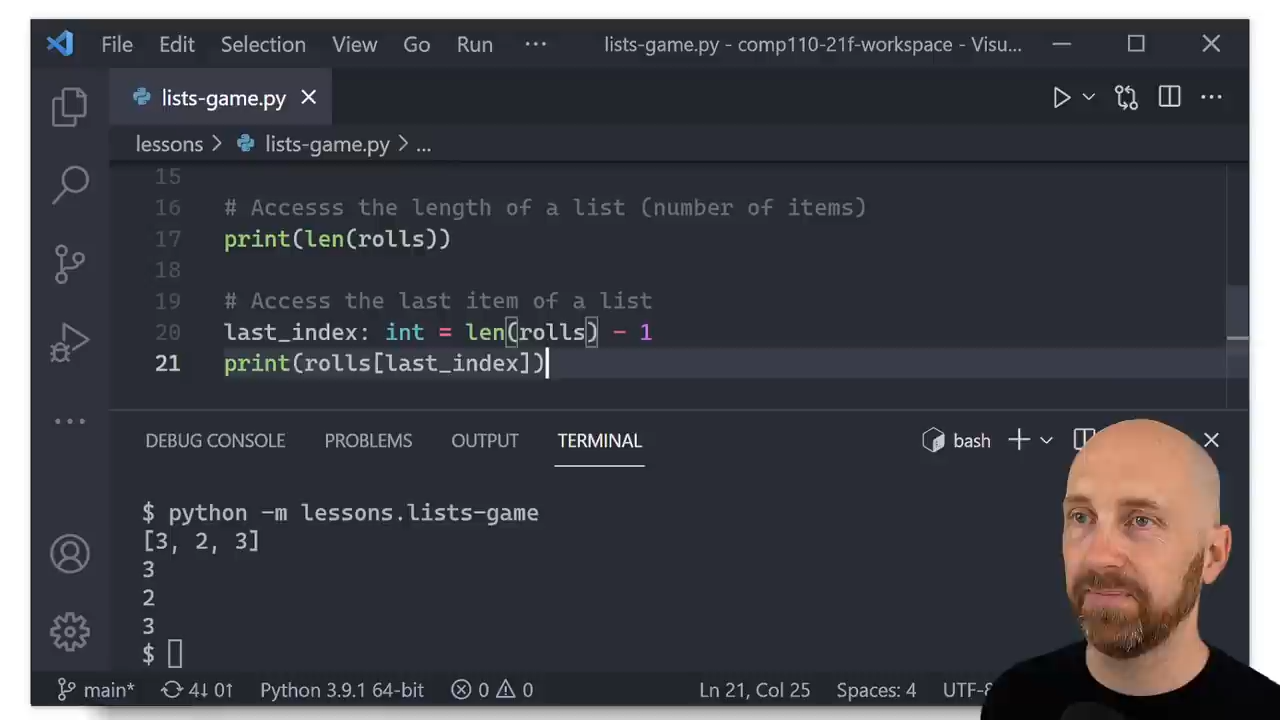 File Edit Selection View Go Run ··· lists-game.py - comp110-21f-workspace - Visu...
lists-game.py
lessons > lists-game.py > ...
15
16 # Accesss the length of a list (number of items)
17 print(len(rolls))
18
19 # Access the last item of a list
20 last_index: int = len(rolls) - 1
21 print(rolls[last_index])
DEBUG CONSOLE PROBLEMS OUTPUT TERMINAL bash
$ python -m lessons.lists-game
[3, 2, 3]
3
2
3
$
main* 4↓ 0↑ Python 3.9.1 64-bit 0 0 Ln 21, Col 25 Spaces: 4